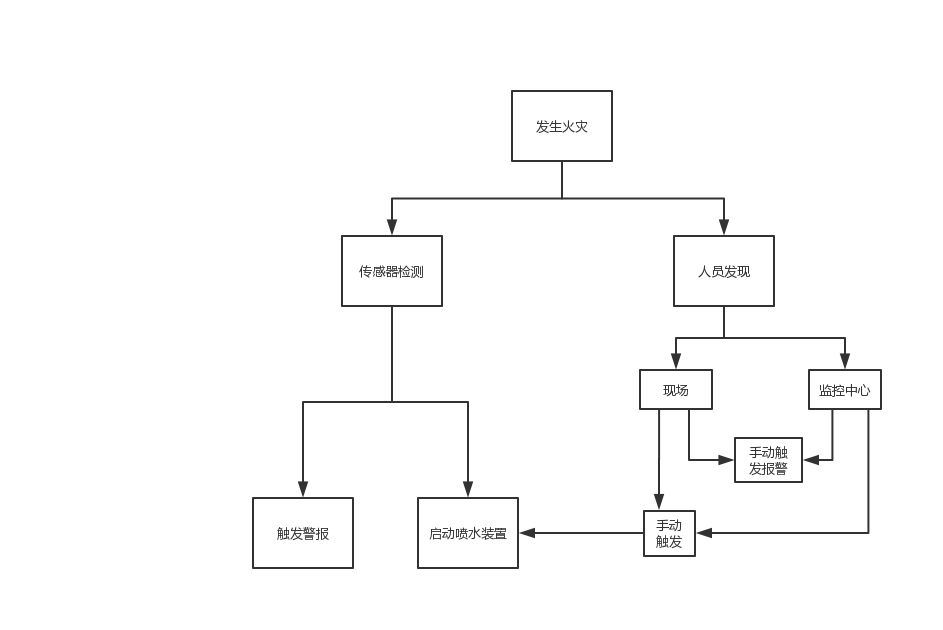 发生火灾
传感器检测
人员发现
现场
监控中心
手动触
发报警
触发警报
启动喷水装置
手动
触发